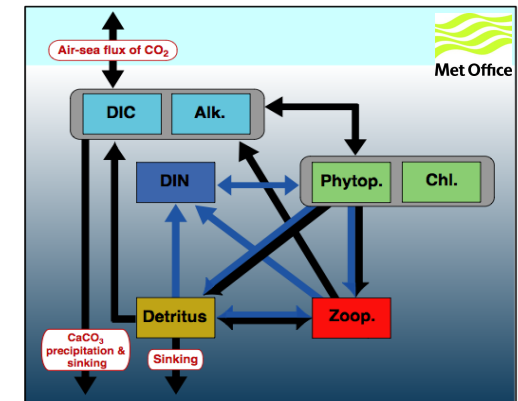 Air-sea flux of CO₂
Met Office
DIC
Alk.
DIN
Phytop.
Chl.
Detritus
Zoop.
CaCO₃
precipitation &
sinking
Sinking